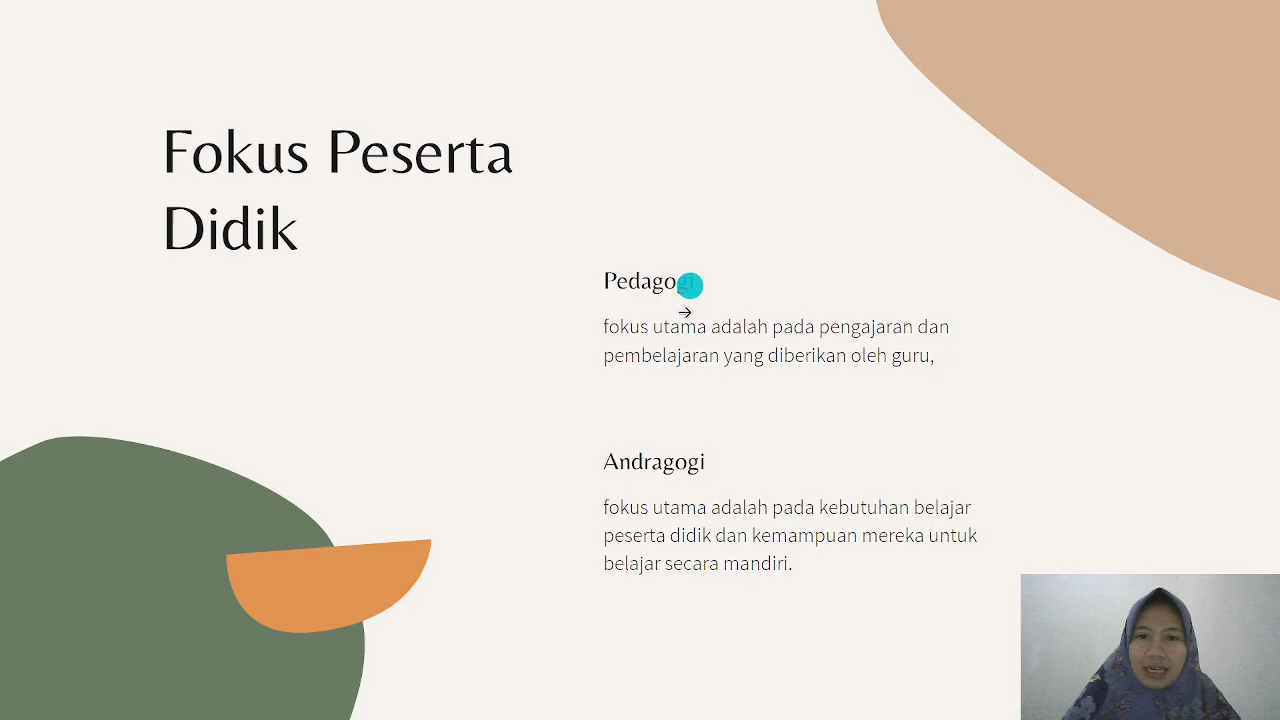 Fokus Peserta
Didik
Pedagogi
fokus utama adalah pada pengajaran dan
pembelajaran yang diberikan oleh guru,
Andragogi
fokus utama adalah pada kebutuhan belajar
peserta didik dan kemampuan mereka untuk
belajar secara mandiri.